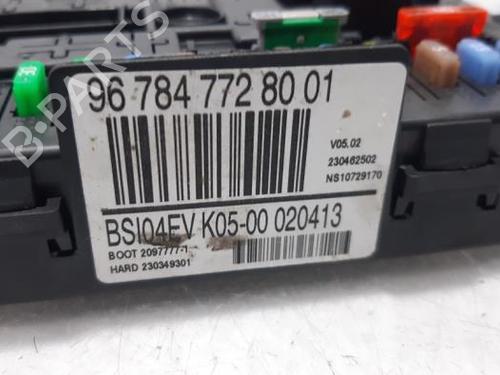 96 784 772 80 01
V05.02
230462502
NS10729170
BSI04EV K05-00 020413
BOOT 2097777-1
HARD 230349301
B-PARTS